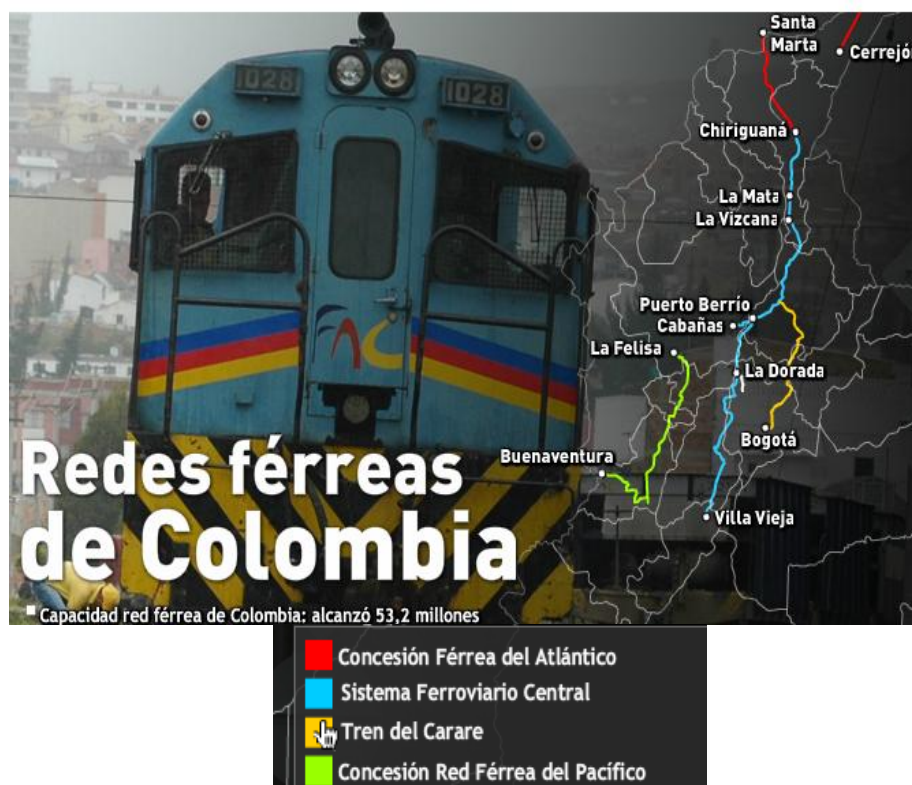 1028
1028
Santa
Marta
Cerrejó
Chiriguaná
La Mata
La Vizcana
Puerto Berrío
Cabañas
La Felisa
La Dorada
Bogotá
Buenaventura
Villa Vieja
Redes férreas
de Colombia
Capacidad red férrea de Colombia: alcanzó 53,2 millones
Concesión Férrea del Atlántico
Sistema Ferroviario Central
Tren del Carare
Concesión Red Férrea del Pacífico